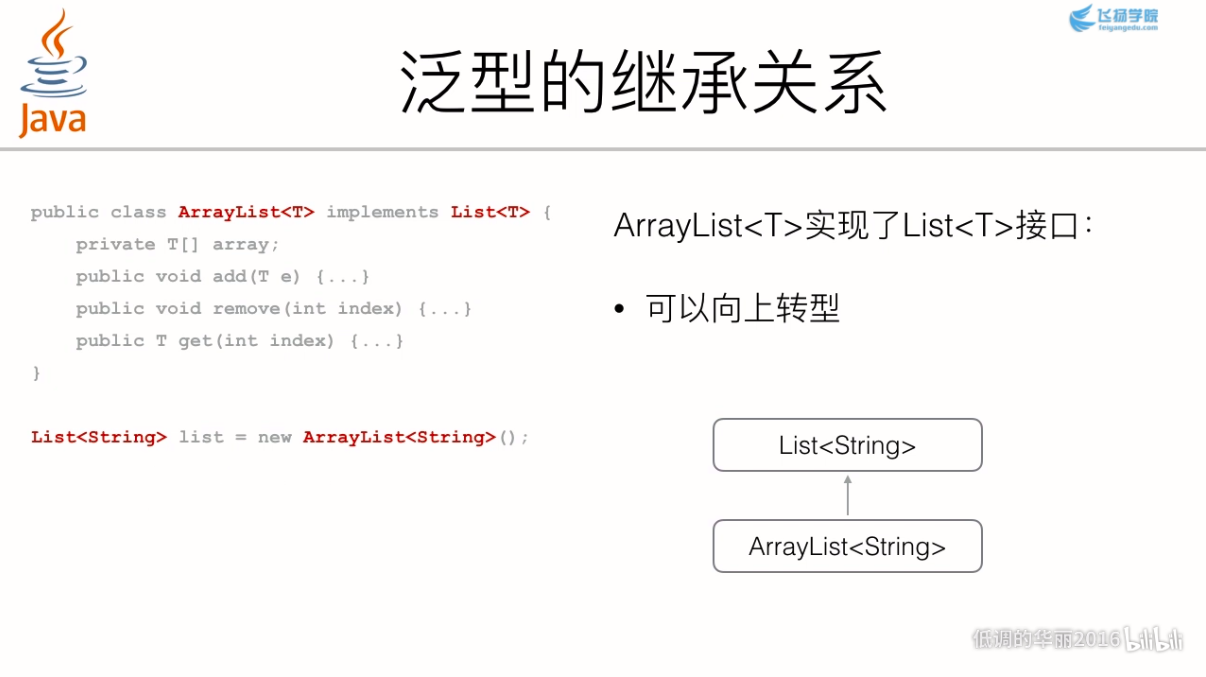 Java
飞扬学院
feiyangedu.com
泛型的继承关系
public class ArrayList<T> implements List<T> {
    private T[] array;
    public void add(T e) {...}
    public void remove(int index) {...}
    public T get(int index) {...}
}
List<String> list = new ArrayList<String>();
ArrayList<T>实现了List<T>接口：
• 可以向上转型
List<String>
ArrayList<String>
低调的华丽2016 bilibili